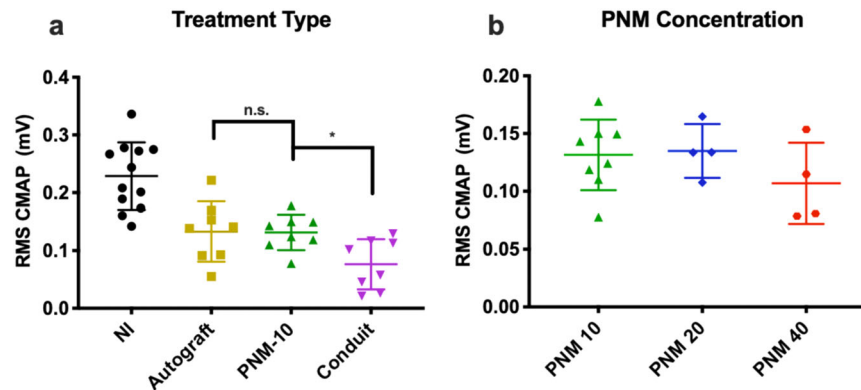 a
Treatment Type
RMS CMAP (mV)
0.4
0.3
0.2
0.1
0.0
n.s.
*
NI
Autograft
PNM-10
Conduit
b
PNM Concentration
RMS CMAP (mV)
0.20
0.15
0.10
0.05
0.00
PNM 10
PNM 20
PNM 40